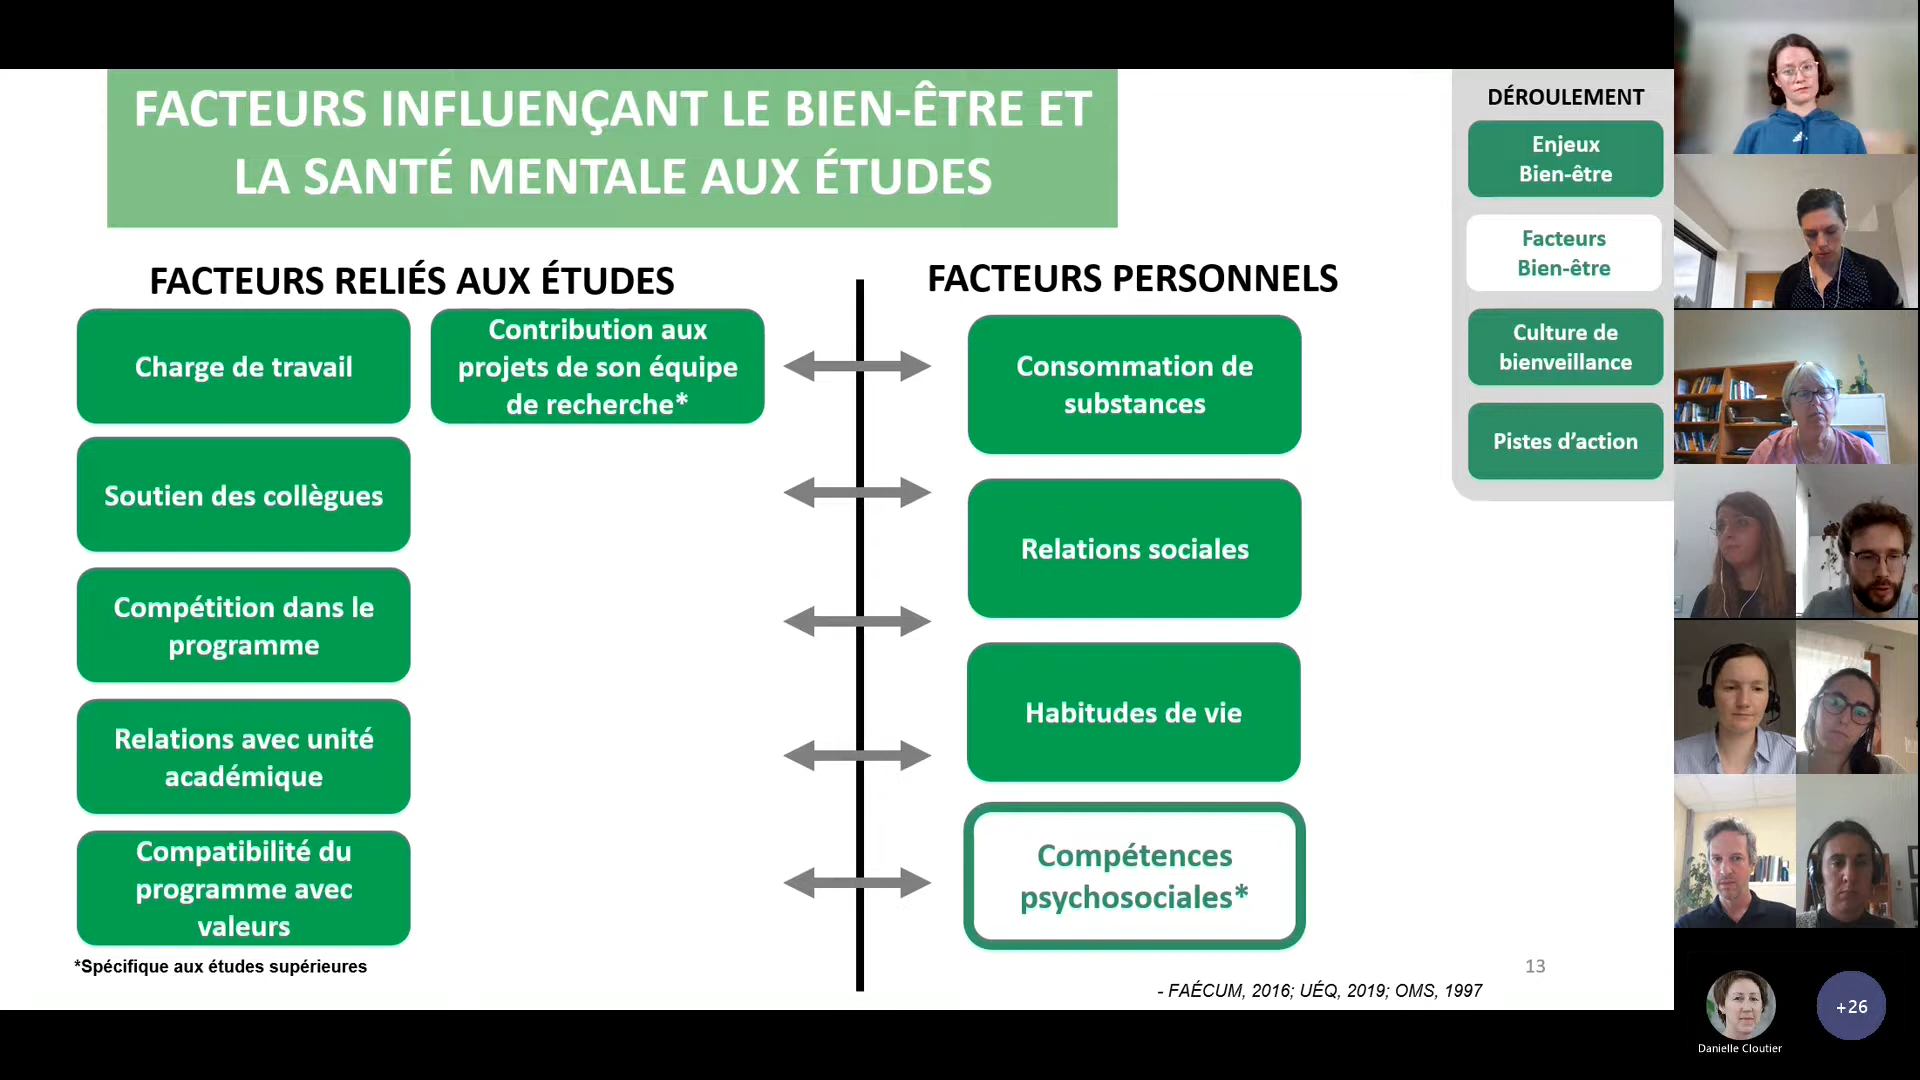 FACTEURS INFLUENÇANT LE BIEN-ÊTRE ET
LA SANTÉ MENTALE AUX ÉTUDES
FACTEURS RELIÉS AUX ÉTUDES
Charge de travail
Contribution aux
projets de son équipe
de recherche*
Soutien des collègues
Compétition dans le
programme
Relations avec unité
académique
Compatibilité du
programme avec
valeurs
*Spécifique aux études supérieures
FACTEURS PERSONNELS
Consommation de
substances
Relations sociales
Habitudes de vie
Compétences
psychosociales*
13
- FAÉCUM, 2016; UÉQ, 2019; OMS, 1997
DÉROULEMENT
Enjeux
Bien-être
Facteurs
Bien-être
Culture de
bienveillance
Pistes d’action
Danielle Cloutier
+26